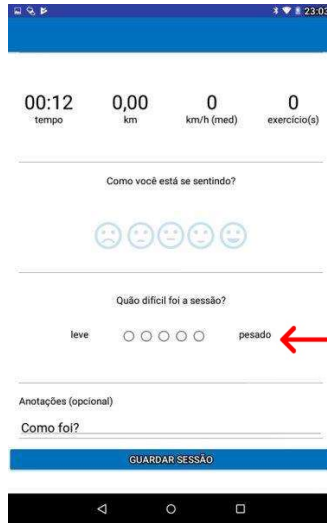 23:03
00:12 0,00 0 0
tempo km km/h (med) exercício(s)
Como você está se sentindo?
Quão difícil foi a sessão?
leve pesado
Anotações (opcional)
Como foi?
GUARDAR SESSÃO